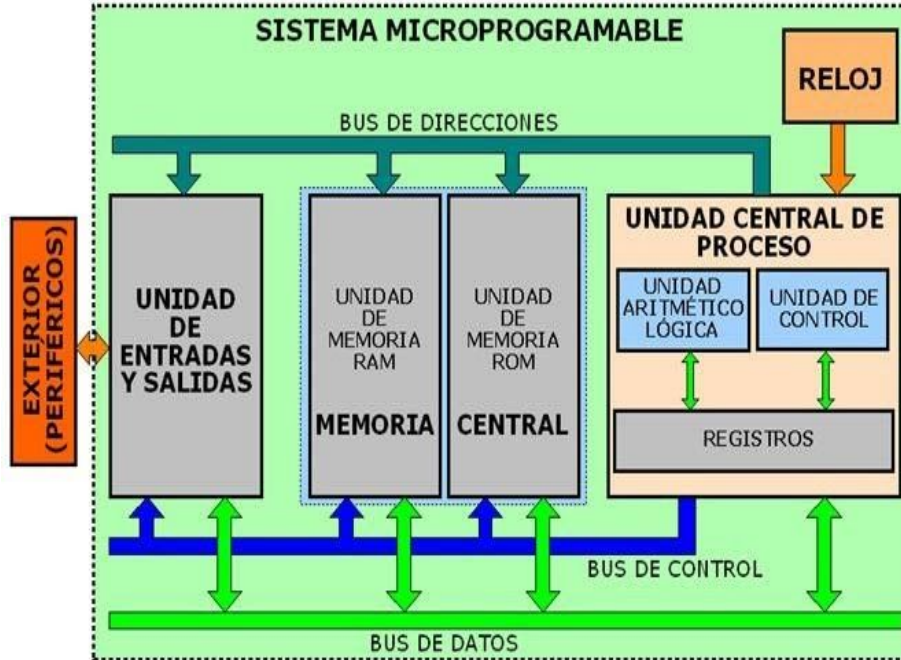 SISTEMA MICROPROGRAMABLE
RELOJ
BUS DE DIRECCIONES
EXTERIOR
(PERIFÉRICOS)
UNIDAD
DE
ENTRADAS
Y SALIDAS
UNIDAD
DE
MEMORIA
RAM
MEMORIA
UNIDAD
DE
MEMORIA
ROM
CENTRAL
UNIDAD CENTRAL DE
PROCESO
UNIDAD
ARITMÉTICO
LÓGICA
UNIDAD DE
CONTROL
REGISTROS
BUS DE CONTROL
BUS DE DATOS